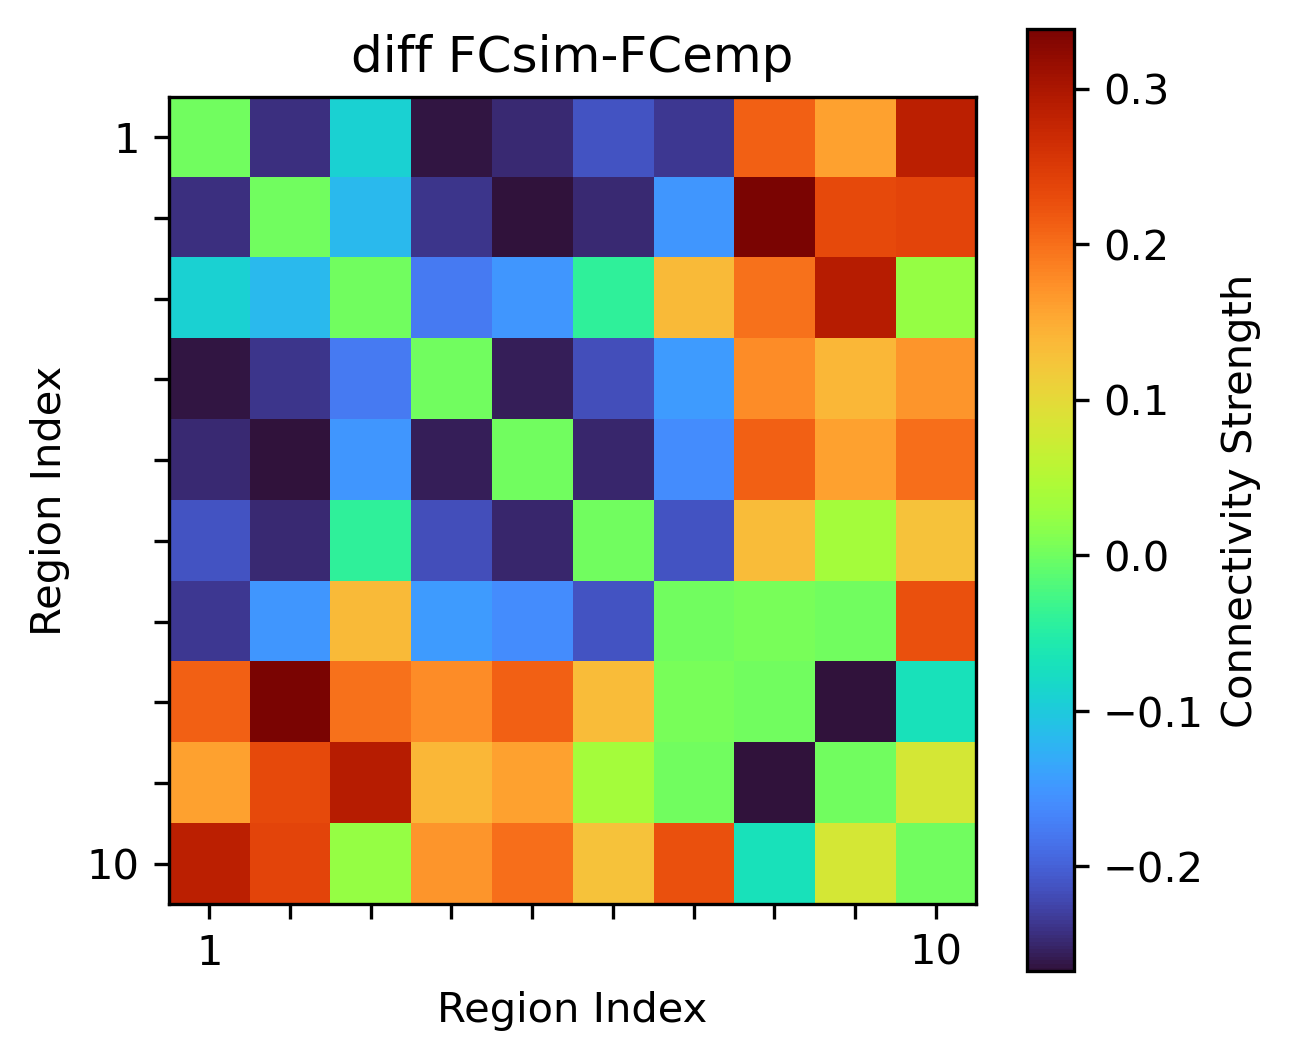 diff FCsim-FCemp
1
10
Region Index
1
10
Region Index
0.3
0.2
0.1
0.0
−0.1
−0.2
Connectivity Strength